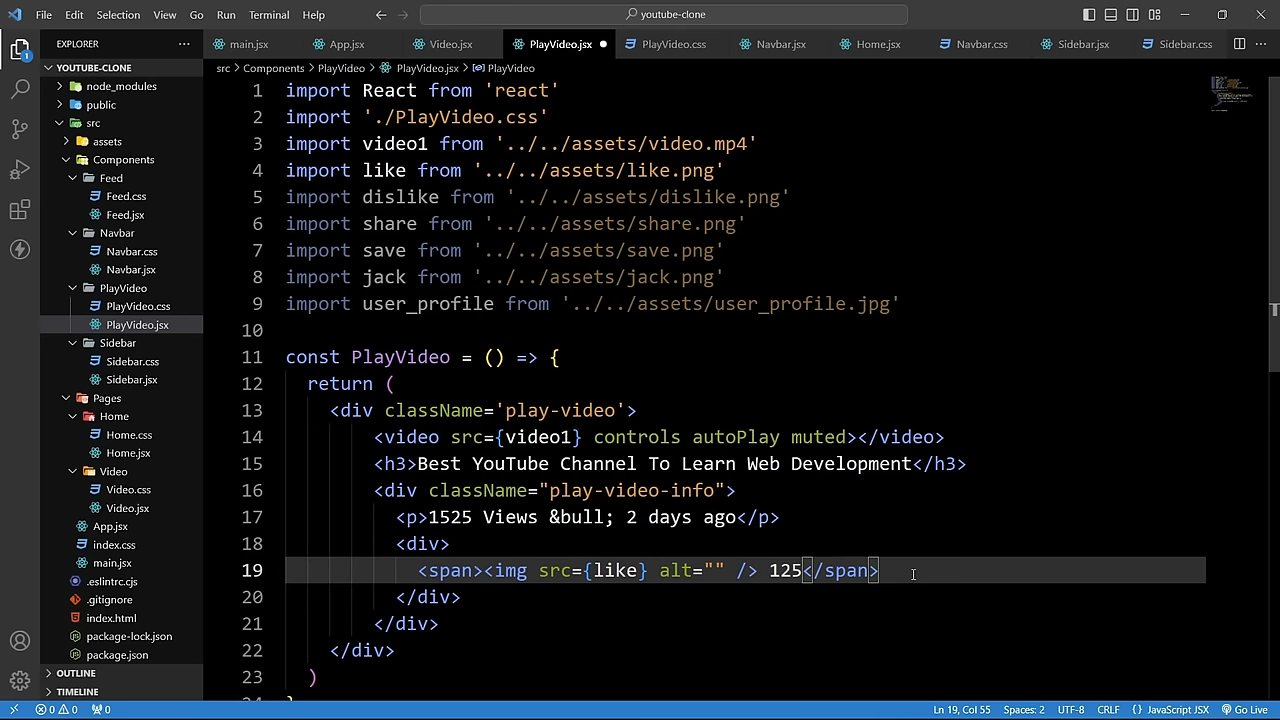 File Edit Selection View Go Run Terminal Help
youtube-clone
EXPLORER
main.jsx App.jsx Video.jsx PlayVideo.jsx PlayVideo.css Navbar.jsx Home.jsx Navbar.css Sidebar.jsx Sidebar.css
src > Components > PlayVideo > PlayVideo.jsx > PlayVideo
YOUTUBE-CLONE
node_modules
public
src
assets
Components
Feed
Feed.css
Feed.jsx
Navbar
Navbar.css
Navbar.jsx
PlayVideo
PlayVideo.css
PlayVideo.jsx
Sidebar
Sidebar.css
Sidebar.jsx
Pages
Home
Home.css
Home.jsx
Video
Video.css
Video.jsx
App.jsx
index.css
main.jsx
.eslintrc.cjs
.gitignore
index.html
package-lock.json
package.json
OUTLINE
TIMELINE
1 import React from 'react'
2 import './PlayVideo.css'
3 import video1 from '../../assets/video.mp4'
4 import like from '../../assets/like.png'
5 import dislike from '../../assets/dislike.png'
6 import share from '../../assets/share.png'
7 import save from '../../assets/save.png'
8 import jack from '../../assets/jack.png'
9 import user_profile from '../../assets/user_profile.jpg'
10
11 const PlayVideo = () => {
12 return (
13 <div className='play-video'>
14 <video src={video1} controls autoPlay muted></video>
15 <h3>Best YouTube Channel To Learn Web Development</h3>
16 <div className="play-video-info">
17 <p>1525 Views &bull; 2 days ago</p>
18 <div>
19 <span><img src={like} alt="" /> 125</span>
20 </div>
21 </div>
22 </div>
23 )
1
0 0 0 Ln 19, Col 55 Spaces: 2 UTF-8 CRLF {} JavaScript JSX Go Live